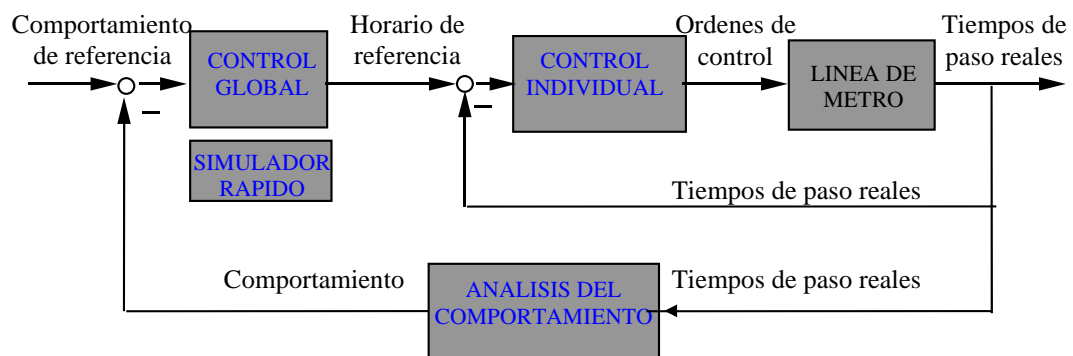 Comportamiento
de referencia
CONTROL
GLOBAL
Horario de
referencia
CONTROL
INDIVIDUAL
Ordenes de
control
LINEA DE
METRO
Tiempos de
paso reales
SIMULADOR
RAPIDO
Tiempos de paso reales
Comportamiento
ANALISIS DEL
COMPORTAMIENTO
Tiempos de paso reales